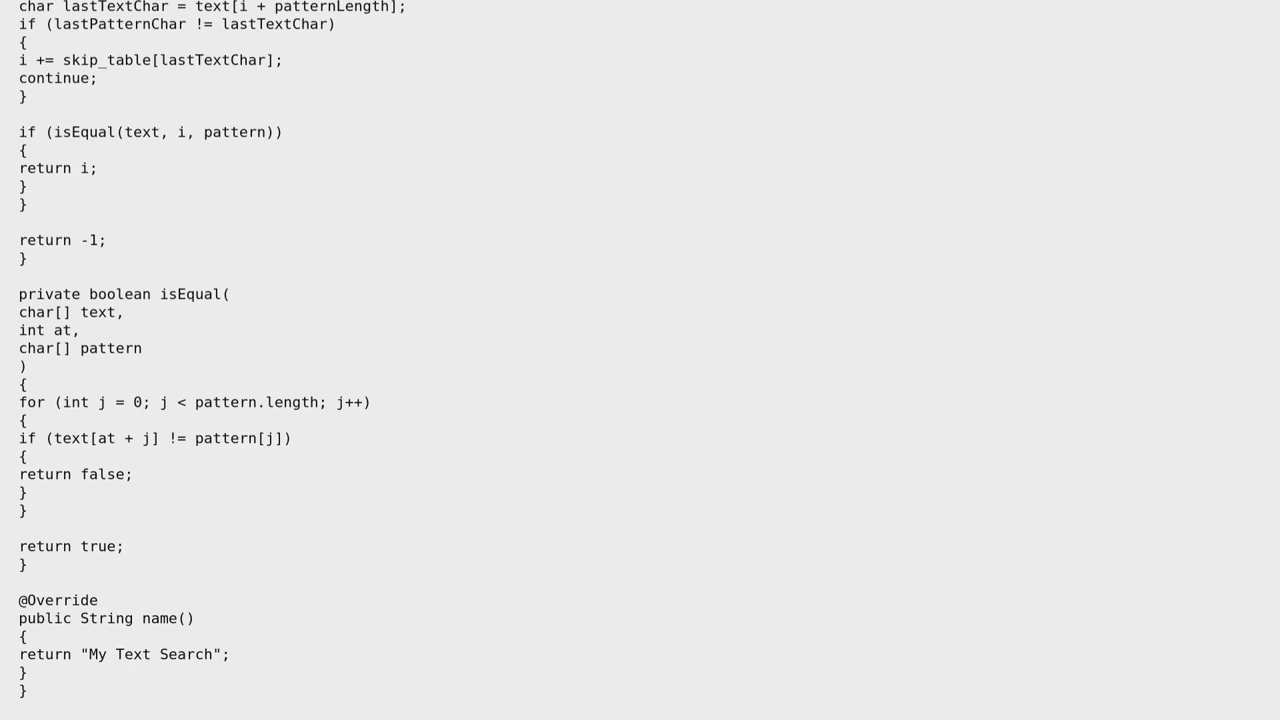 char lastTextChar = text[i + patternLength];
if (lastPatternChar != lastTextChar)
{
i += skip_table[lastTextChar];
continue;
}
if (isEqual(text, i, pattern))
{
return i;
}
}
return -1;
}
private boolean isEqual(
char[] text,
int at,
char[] pattern
)
{
for (int j = 0; j < pattern.length; j++)
{
if (text[at + j] != pattern[j])
{
return false;
}
}
return true;
}
@Override
public String name()
{
return "My Text Search";
}
}